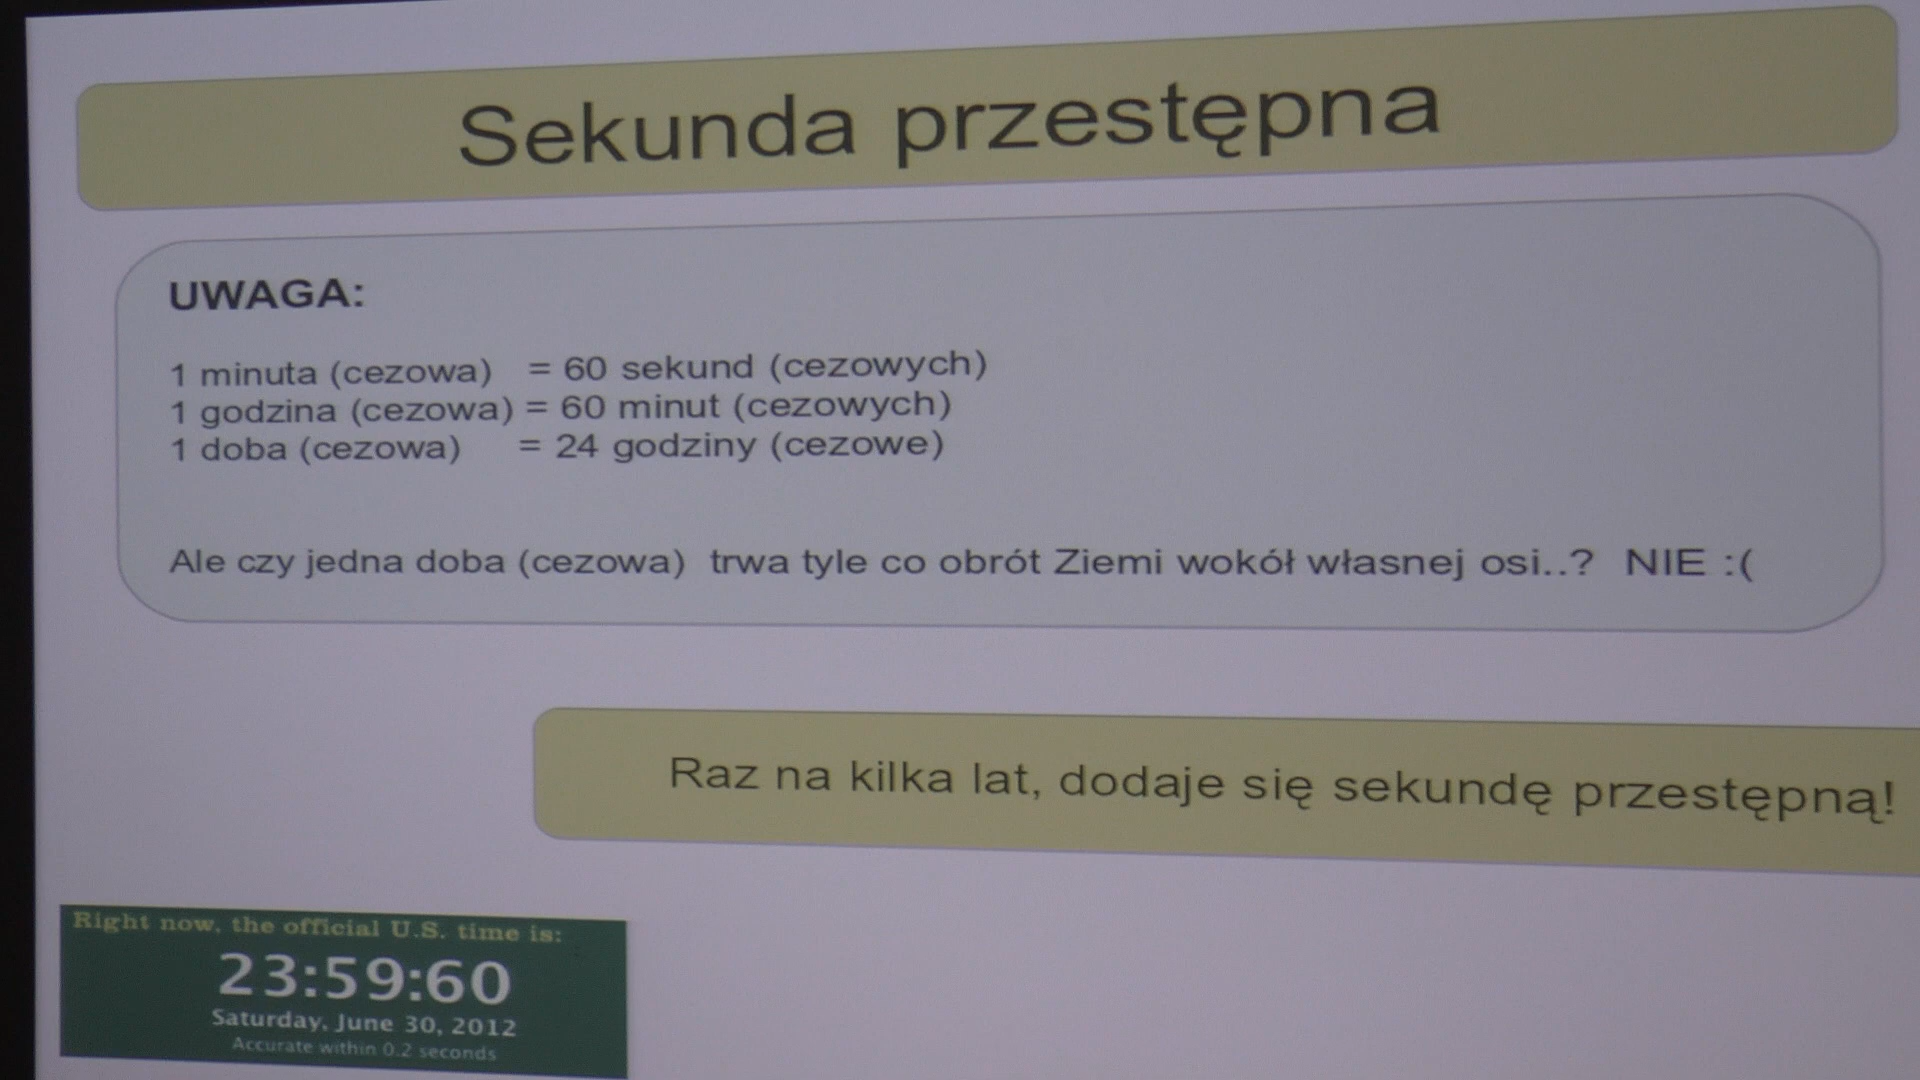 Sekunda przestępna
UWAGA:
1 minuta (cezowa) = 60 sekund (cezowych)
1 godzina (cezowa) = 60 minut (cezowych)
1 doba (cezowa) = 24 godziny (cezowe)
Ale czy jedna doba (cezowa) trwa tyle co obrót Ziemi wokół własnej osi..? NIE :(
Raz na kilka lat, dodaje się sekundę przestępną!
Right now, the official U.S. time is:
23:59:60
Saturday, June 30, 2012
Accurate within 0.2 seconds